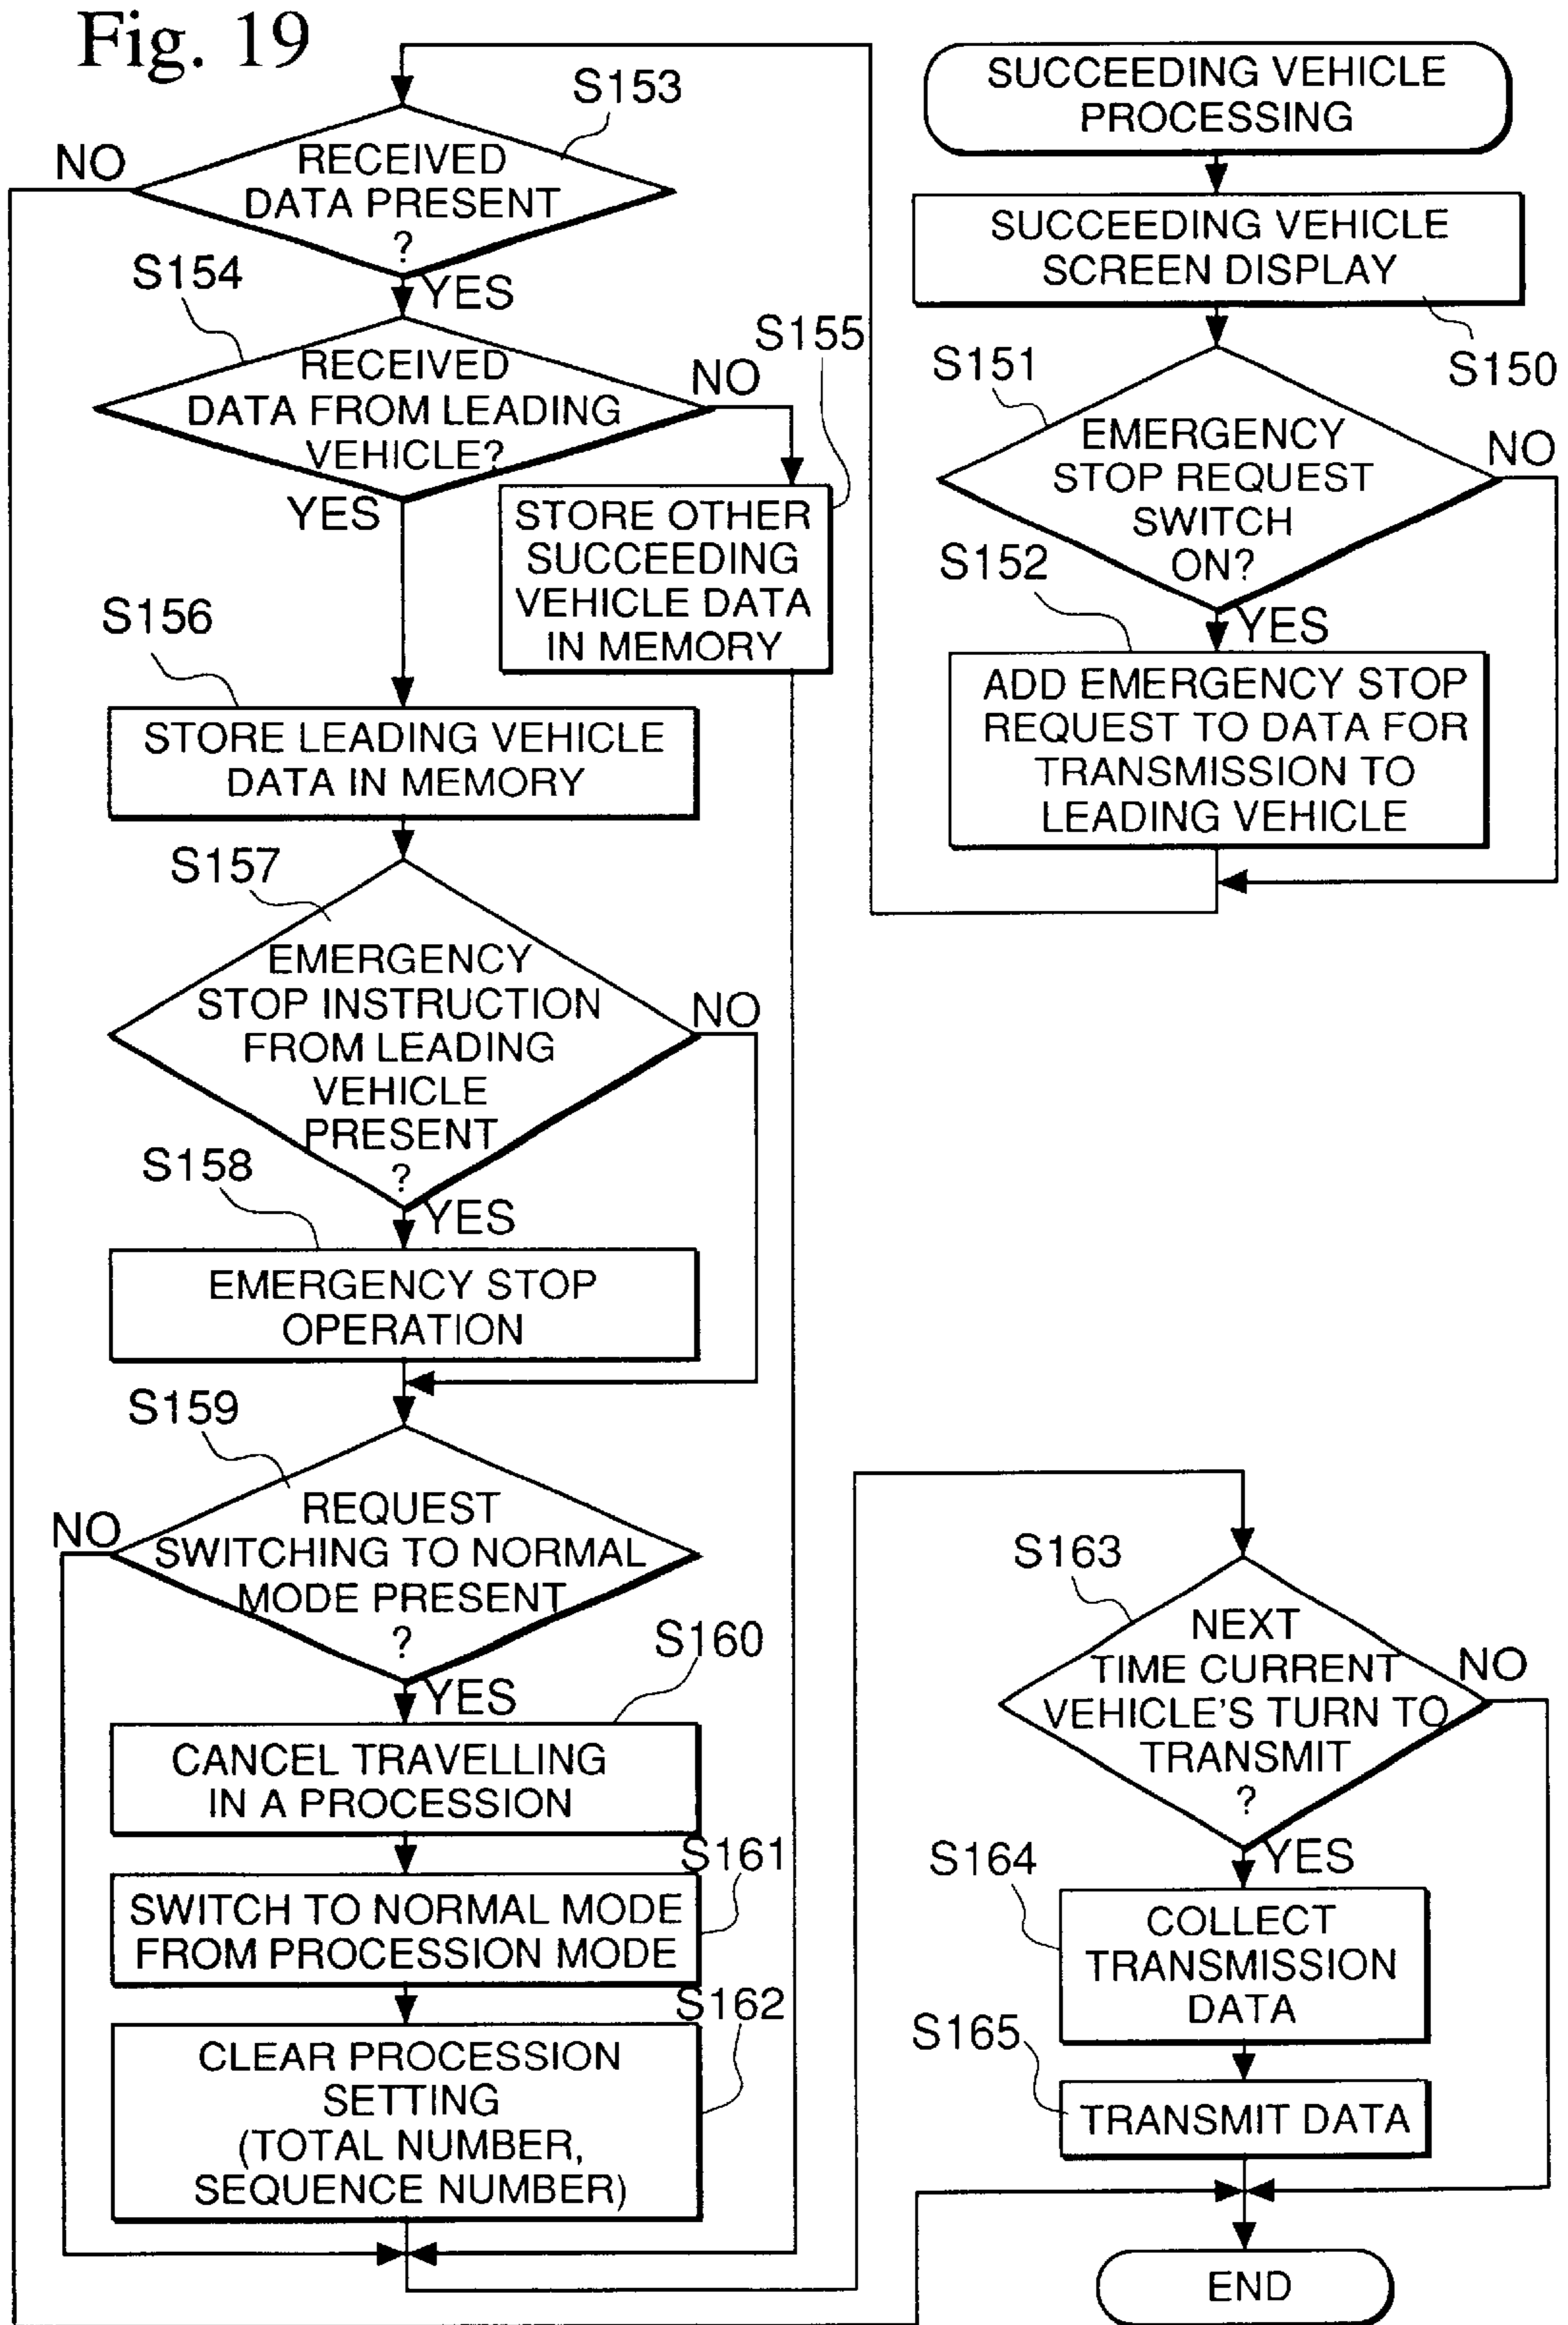 Fig. 19
SUCCEEDING VEHICLE
PROCESSING
SUCCEEDING VEHICLE
SCREEN DISPLAY
S150
S151
EMERGENCY
STOP REQUEST
SWITCH
ON?
NO
YES
S152
ADD EMERGENCY STOP
REQUEST TO DATA FOR
TRANSMISSION TO
LEADING VEHICLE
S153
RECEIVED
DATA PRESENT
?
NO
YES
S154
RECEIVED
DATA FROM LEADING
VEHICLE?
NO
YES
S155
STORE OTHER
SUCCEEDING
VEHICLE DATA
IN MEMORY
S156
STORE LEADING VEHICLE
DATA IN MEMORY
S157
EMERGENCY
STOP INSTRUCTION
FROM LEADING
VEHICLE
PRESENT
?
NO
YES
S158
EMERGENCY STOP
OPERATION
S159
REQUEST
SWITCHING TO NORMAL
MODE PRESENT
?
NO
YES
S160
CANCEL TRAVELLING
IN A PROCESSION
S161
SWITCH TO NORMAL MODE
FROM PROCESSION MODE
S162
CLEAR PROCESSION
SETTING
(TOTAL NUMBER,
SEQUENCE NUMBER)
S163
NEXT
TIME CURRENT
VEHICLE'S TURN TO
TRANSMIT
?
NO
YES
S164
COLLECT
TRANSMISSION
DATA
S165
TRANSMIT DATA
END